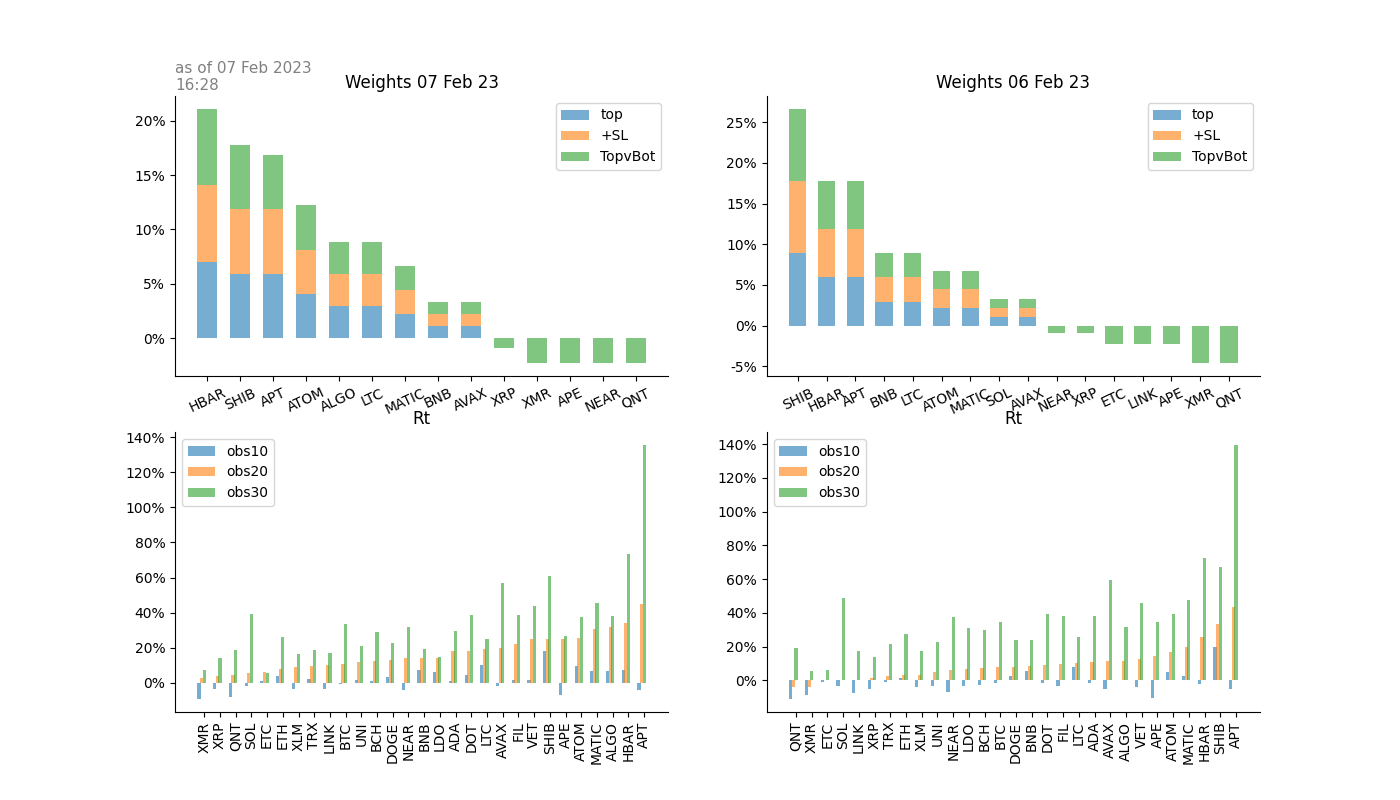 as of 07 Feb 2023
16:28
Weights 07 Feb 23
top
+SL
TopvBot
20%
15%
10%
5%
0%
HBAR SHIB APT ATOM ALGO LTC MATIC BNB AVAX XRP XMR APE NEAR QNT
Weights 06 Feb 23
top
+SL
TopvBot
25%
20%
15%
10%
5%
0%
-5%
SHIB HBAR APT BNB LTC ATOM MATIC SOL AVAX NEAR XRP ETC LINK APE XMR QNT
Rt
obs10
obs20
obs30
140%
120%
100%
80%
60%
40%
20%
0%
XMR XRP QNT SOL ETC ETH XLM TRX LINK BTC UNI BCH DOGE NEAR BNB LDO ADA DOT LTC AVAX FIL VET SHIB APE ATOM MATIC ALGO HBAR APT
Rt
obs10
obs20
obs30
140%
120%
100%
80%
60%
40%
20%
0%
QNT XMR ETC SOL LINK XRP TRX ETH XLM UNI NEAR LDO BCH BTC DOGE BNB DOT FIL LTC ADA AVAX ALGO VET APE ATOM MATIC HBAR SHIB APT